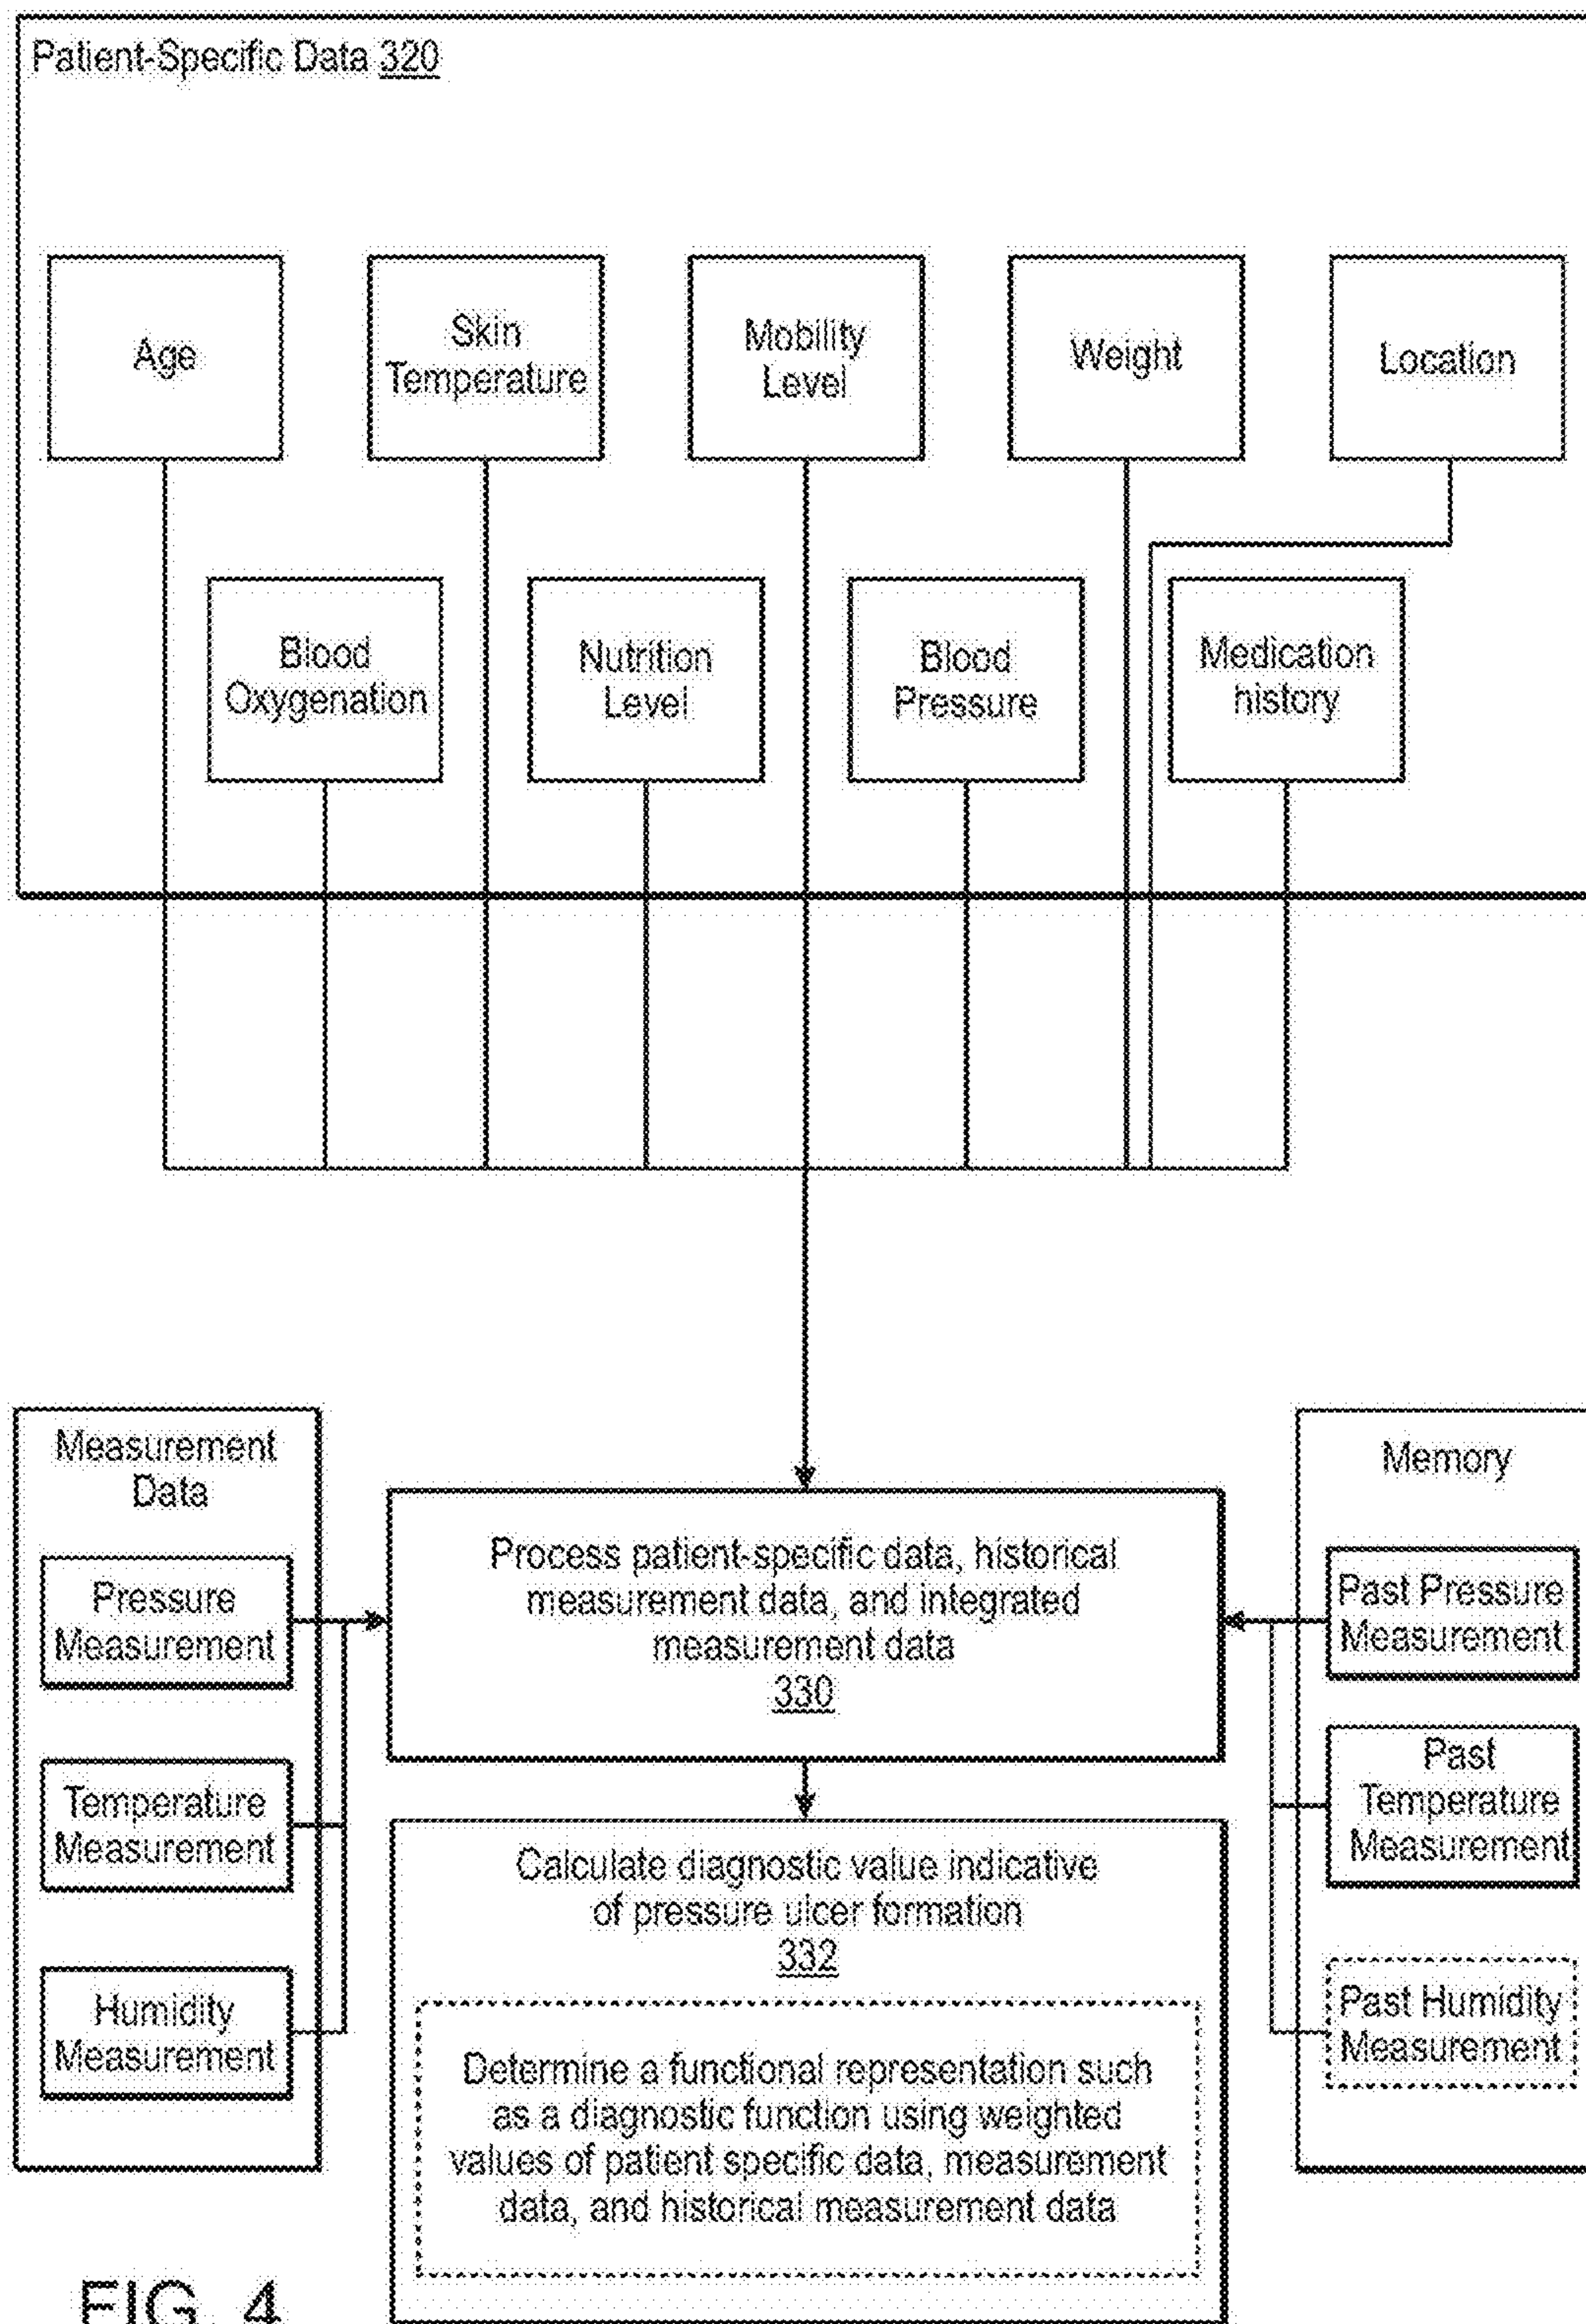 Patient-Specific Data 320
Age
Skin
Temperature
Mobility
Level
Weight
Location
Blood
Oxygenation
Nutrition
Level
Blood
Pressure
Medication
history
Measurement
Data
Pressure
Measurement
Temperature
Measurement
Humidity
Measurement
Process patient-specific data, historical
measurement data, and integrated
measurement data
330
Calculate diagnostic value indicative
of pressure ulcer formation
332
Determine a functional representation such
as a diagnostic function using weighted
values of patient specific data, measurement
data, and historical measurement data
Memory
Past Pressure
Measurement
Past
Temperature
Measurement
Past Humidity
Measurement
FIG. 4